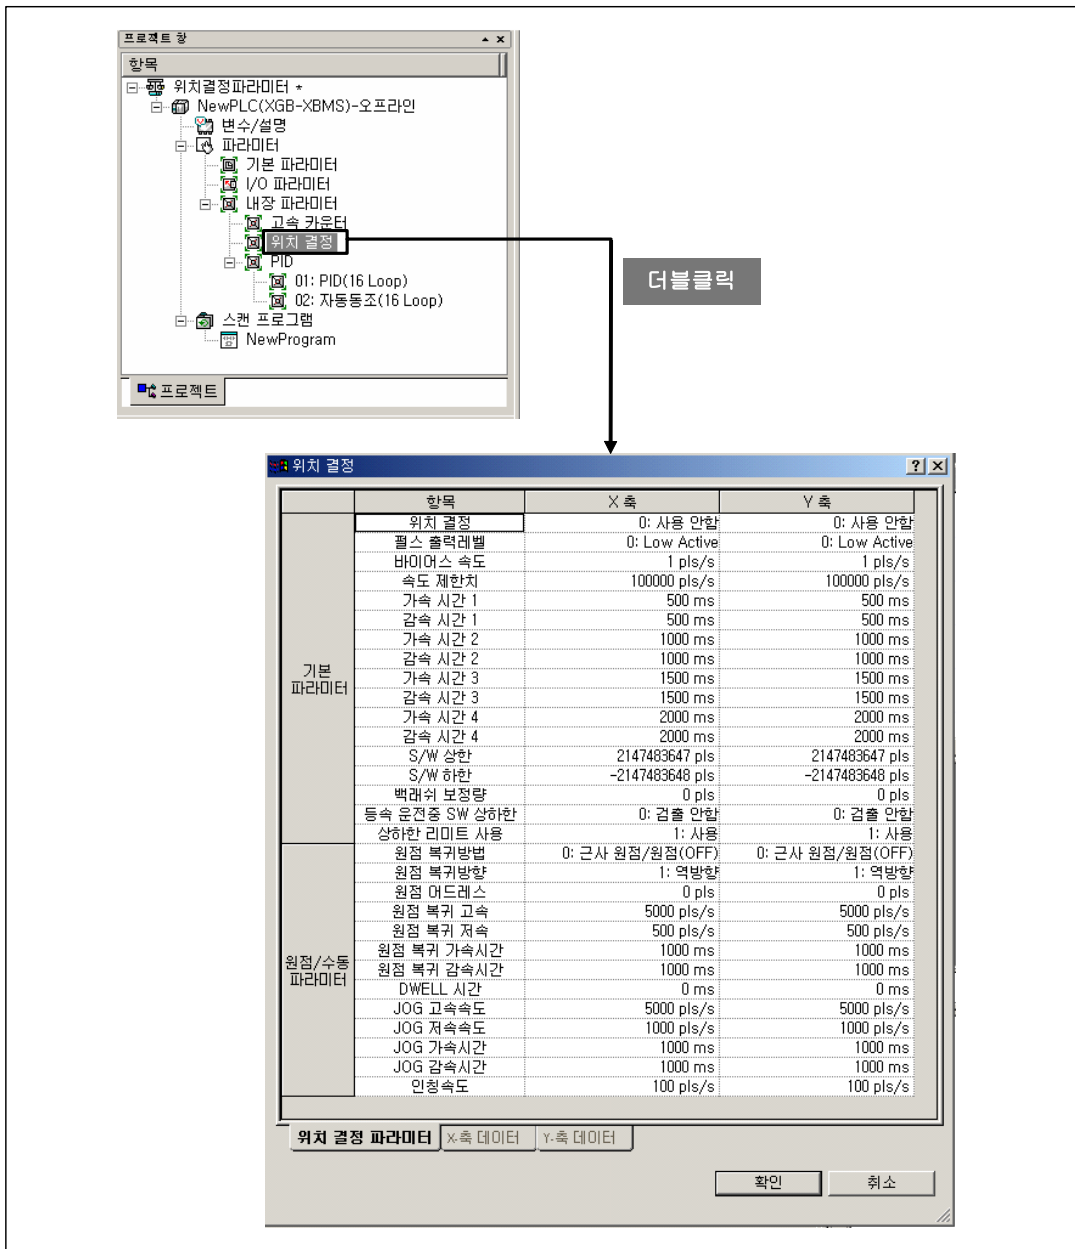 프로젝트 창
항목
위치결정파라미터 *
NewPLC(XGB-XBMS)-오프라인
변수/설명
파라미터
기본 파라미터
I/O 파라미터
내장 파라미터
고속 카운터
위치 결정
PID
01: PID(16 Loop)
02: 자동동조(16 Loop)
스캔 프로그램
NewProgram
프로젝트
더블클릭
위치 결정
항목 X 축 Y 축
위치 결정 0: 사용 안함 0: 사용 안함
펄스 출력레벨 0: Low Active 0: Low Active
바이어스 속도 1 pls/s 1 pls/s
속도 제한치 100000 pls/s 100000 pls/s
가속 시간 1 500 ms 500 ms
감속 시간 1 500 ms 500 ms
가속 시간 2 1000 ms 1000 ms
감속 시간 2 1000 ms 1000 ms
가속 시간 3 1500 ms 1500 ms
감속 시간 3 1500 ms 1500 ms
가속 시간 4 2000 ms 2000 ms
감속 시간 4 2000 ms 2000 ms
S/W 상한 2147483647 pls 2147483647 pls
S/W 하한 -2147483648 pls -2147483648 pls
백래쉬 보정량 0 pls 0 pls
등속 운전중 SW 상하한 0: 검출 안함 0: 검출 안함
상하한 리미트 사용 1: 사용 1: 사용
기본
파라미터
원점 복귀방법 0: 근사 원점/원점(OFF) 0: 근사 원점/원점(OFF)
원점 복귀방향 1: 역방향 1: 역방향
원점 어드레스 0 pls 0 pls
원점 복귀 고속 5000 pls/s 5000 pls/s
원점 복귀 저속 500 pls/s 500 pls/s
원점 복귀 가속시간 1000 ms 1000 ms
원점 복귀 감속시간 1000 ms 1000 ms
DWELL 시간 0 ms 0 ms
JOG 고속속도 5000 pls/s 5000 pls/s
JOG 저속속도 1000 pls/s 1000 pls/s
JOG 가속시간 1000 ms 1000 ms
JOG 감속시간 1000 ms 1000 ms
인칭속도 100 pls/s 100 pls/s
원점/수동
파라미터
위치 결정 파라미터 X-축 데이터 Y-축 데이터
확인 취소